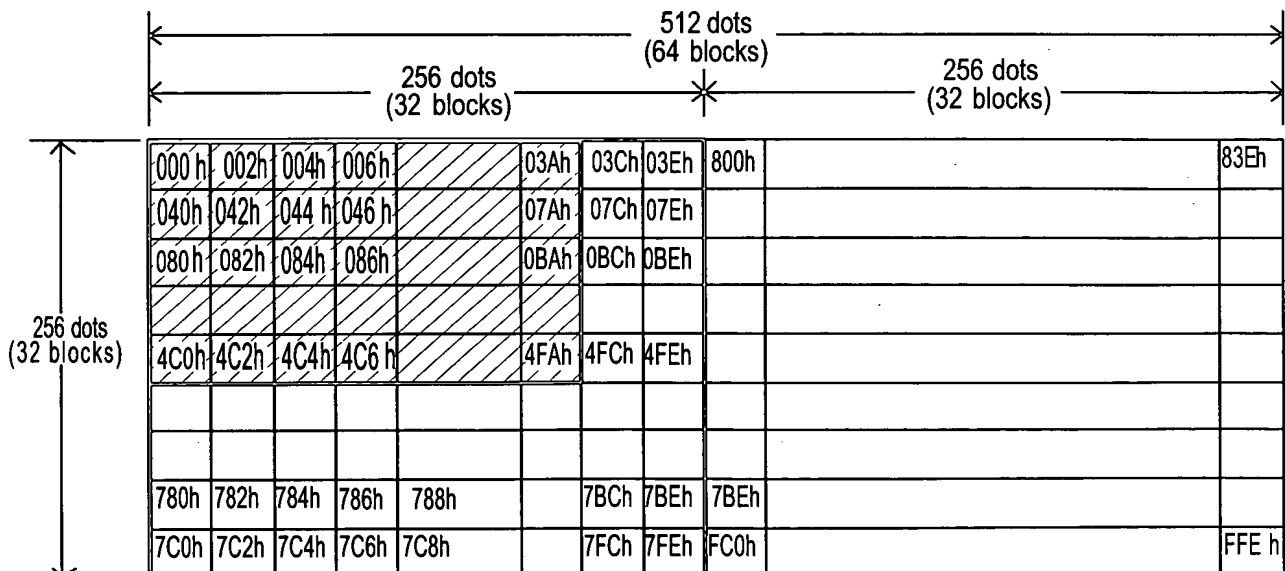 512 dots
(64 blocks)
256 dots
(32 blocks)
256 dots
(32 blocks)
000 h 002h 004h 006h 03Ah 03Ch 03Eh 800h 83Eh
040h 042h 044 h 046 h 07Ah 07Ch 07Eh
080 h 082h 084h 086h 0BAh 0BCh 0BEh
256 dots
(32 blocks)
4C0h 4C2h 4C4h 4C6 h 4FAh 4FCh 4FEh
780h 782h 784h 786h 788h 7BCh 7BEh 7BEh
7C0h 7C2h 7C4h 7C6h 7C8h 7FCh 7FEh FC0h FFE h